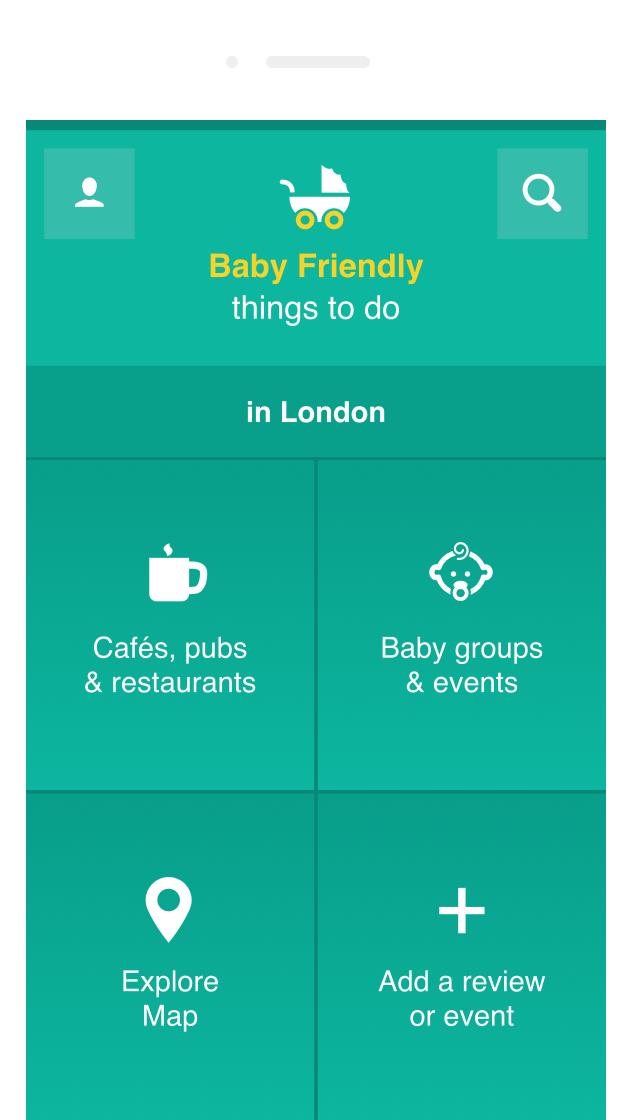 Baby Friendly
things to do
in London
Cafés, pubs
& restaurants
Baby groups
& events
Explore
Map
Add a review
or event